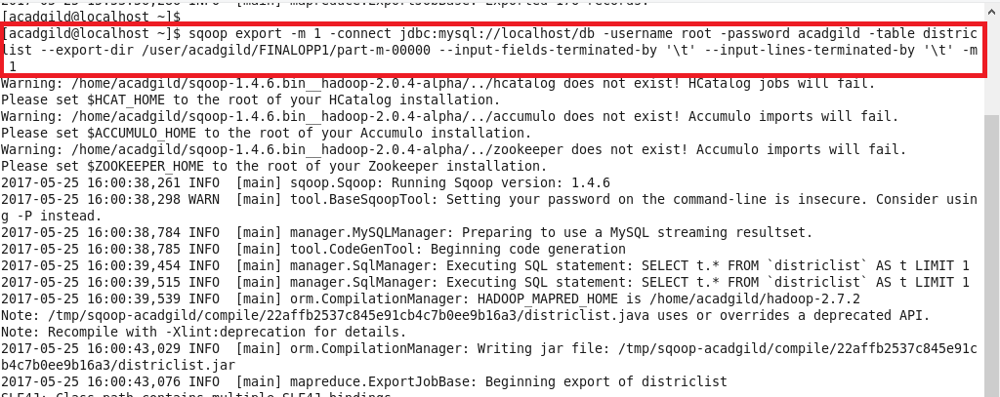 [acadgild@localhost ~]$
[acadgild@localhost ~]$ sqoop export -m 1 -connect jdbc:mysql://localhost/db -username root -password acadgild -table distric
list --export-dir /user/acadgild/FINALOPP1/part-m-00000 --input-fields-terminated-by '\t' --input-lines-terminated-by '\t' -m
 1
Warning: /home/acadgild/sqoop-1.4.6.bin__hadoop-2.0.4-alpha/../hcatalog does not exist! HCatalog jobs will fail.
Please set $HCAT_HOME to the root of your HCatalog installation.
Warning: /home/acadgild/sqoop-1.4.6.bin__hadoop-2.0.4-alpha/../accumulo does not exist! Accumulo imports will fail.
Please set $ACCUMULO_HOME to the root of your Accumulo installation.
Warning: /home/acadgild/sqoop-1.4.6.bin__hadoop-2.0.4-alpha/../zookeeper does not exist! Accumulo imports will fail.
Please set $ZOOKEEPER_HOME to the root of your Zookeeper installation.
2017-05-25 16:00:38,261 INFO  [main] sqoop.Sqoop: Running Sqoop version: 1.4.6
2017-05-25 16:00:38,298 WARN  [main] tool.BaseSqoopTool: Setting your password on the command-line is insecure. Consider usin
g -P instead.
2017-05-25 16:00:38,784 INFO  [main] manager.MySQLManager: Preparing to use a MySQL streaming resultset.
2017-05-25 16:00:38,785 INFO  [main] tool.CodeGenTool: Beginning code generation
2017-05-25 16:00:39,454 INFO  [main] manager.SqlManager: Executing SQL statement: SELECT t.* FROM `districlist` AS t LIMIT 1
2017-05-25 16:00:39,515 INFO  [main] manager.SqlManager: Executing SQL statement: SELECT t.* FROM `districlist` AS t LIMIT 1
2017-05-25 16:00:39,539 INFO  [main] orm.CompilationManager: HADOOP_MAPRED_HOME is /home/acadgild/hadoop-2.7.2
Note: /tmp/sqoop-acadgild/compile/22affb2537c845e91cb4c7b0ee9b16a3/districlist.java uses or overrides a deprecated API.
Note: Recompile with -Xlint:deprecation for details.
2017-05-25 16:00:43,029 INFO  [main] orm.CompilationManager: Writing jar file: /tmp/sqoop-acadgild/compile/22affb2537c845e91c
b4c7b0ee9b16a3/districlist.jar
2017-05-25 16:00:43,076 INFO  [main] mapreduce.ExportJobBase: Beginning export of districlist
SLF4J: Class path contains multiple SLF4J bindings.